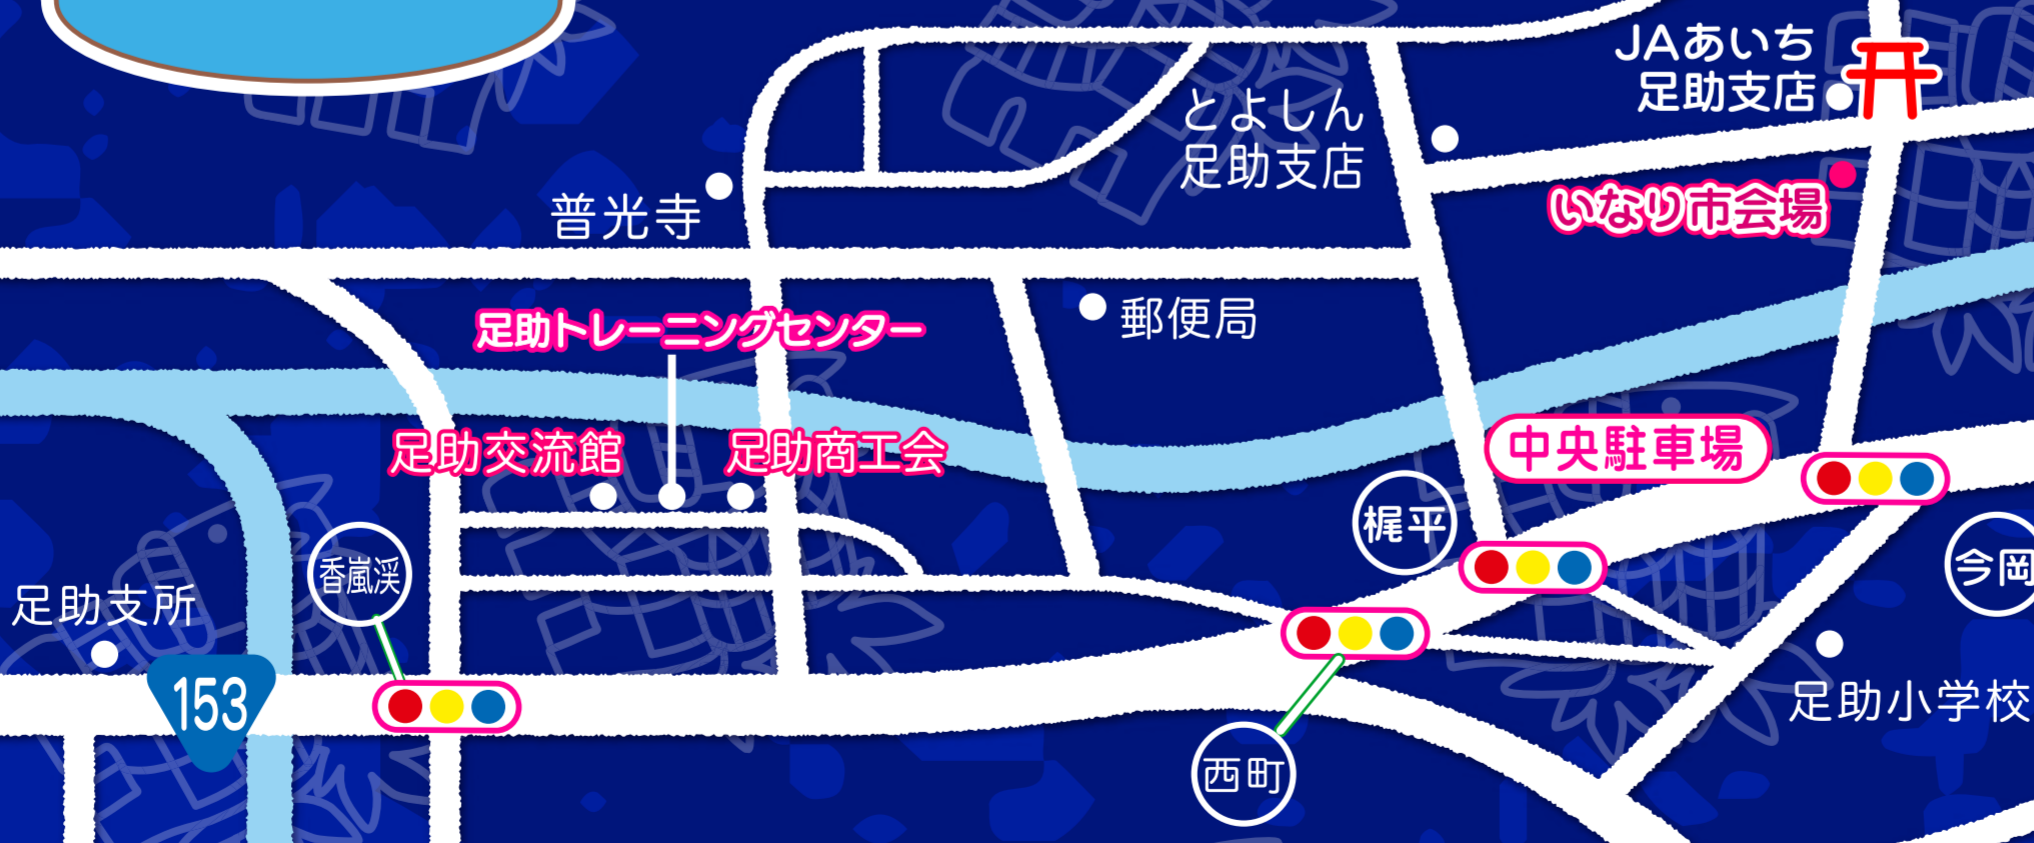 JAあいち
足助支店
とよしん
足助支店
いなり市会場
普光寺
郵便局
足助トレーニングセンター
足助交流館
足助商工会
中央駐車場
梶平
今岡
香嵐渓
足助支所
153
足助小学校
西町